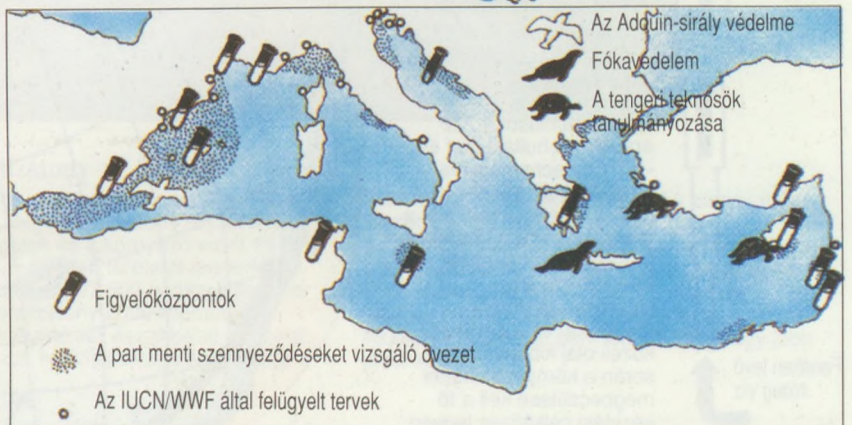 Az Adouin-sirály védelme
Fókavédelem
A tengeri teknősök
tanulmányozása
Figyelőközpontok
A part menti szennyeződéseket vizsgáló övezet
Az IUCN/WWF által felügyelt tervek